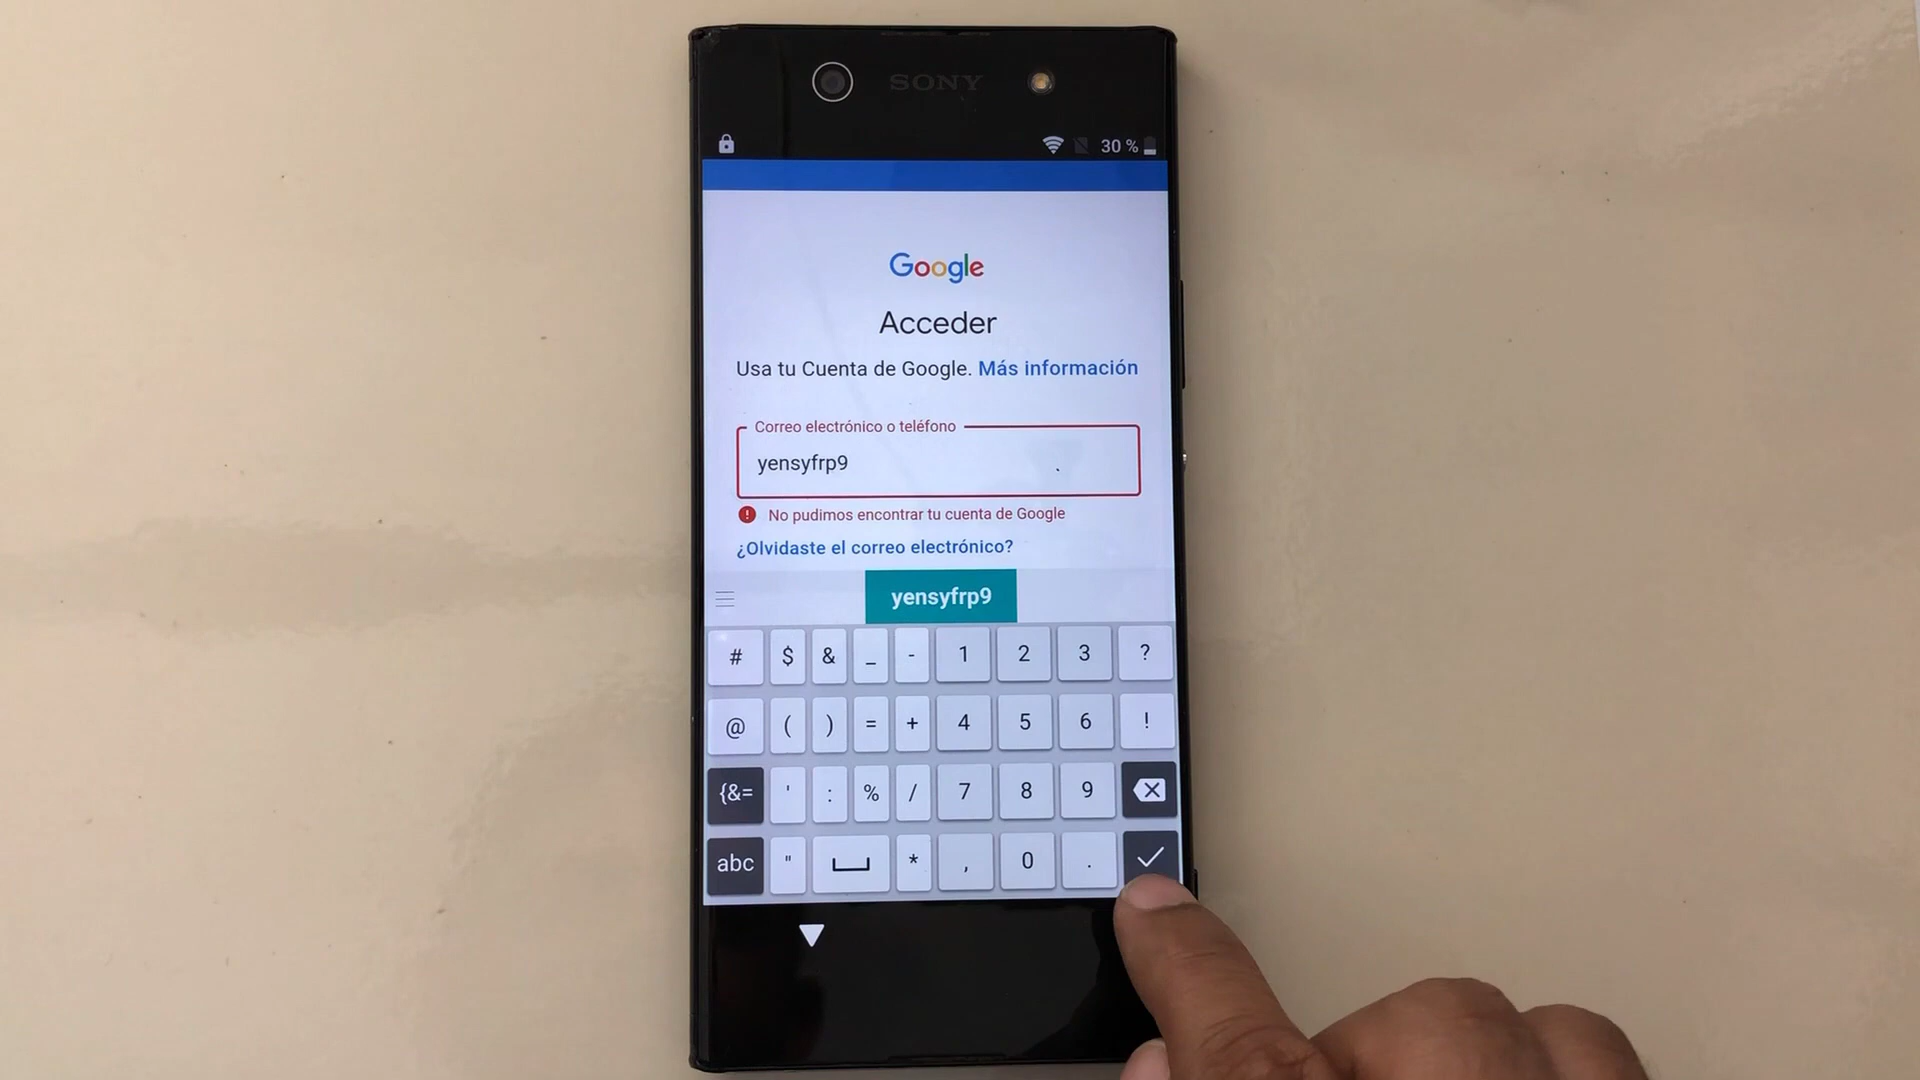 SONY
30 %
Google
Acceder
Usa tu Cuenta de Google. Más información
Correo electrónico o teléfono
yensyfrp9
No pudimos encontrar tu cuenta de Google
¿Olvidaste el correo electrónico?
yensyfrp9
# $ & _ - 1 2 3 ?
@ ( ) = + 4 5 6 !
{&= ' : % / 7 8 9
abc " * , 0 .